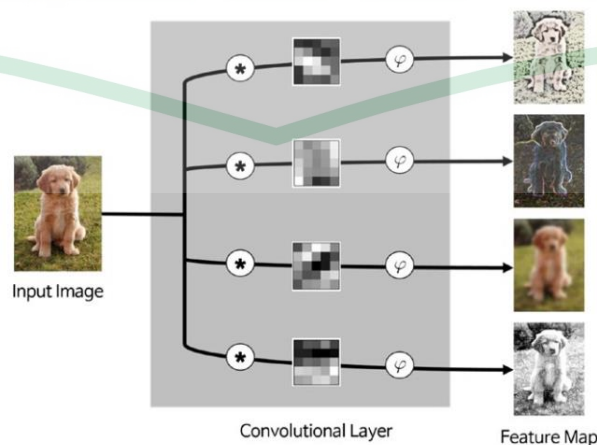 * φ
* φ
* φ
* φ
Input Image
Convolutional Layer
Feature Map